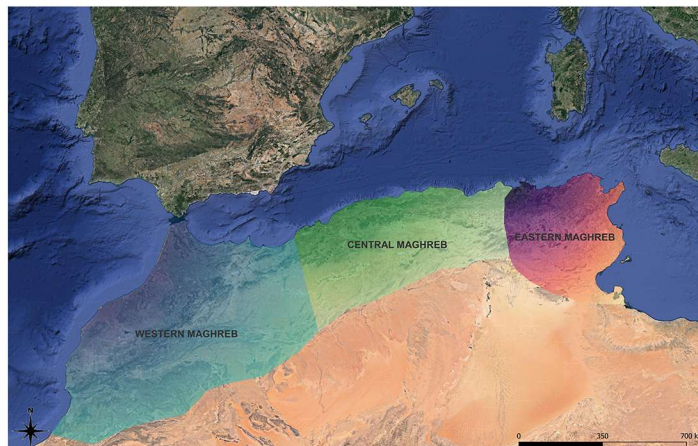 CENTRAL MAGHREB
EASTERN MAGHREB
WESTERN MAGHREB
N
0 350 700 k